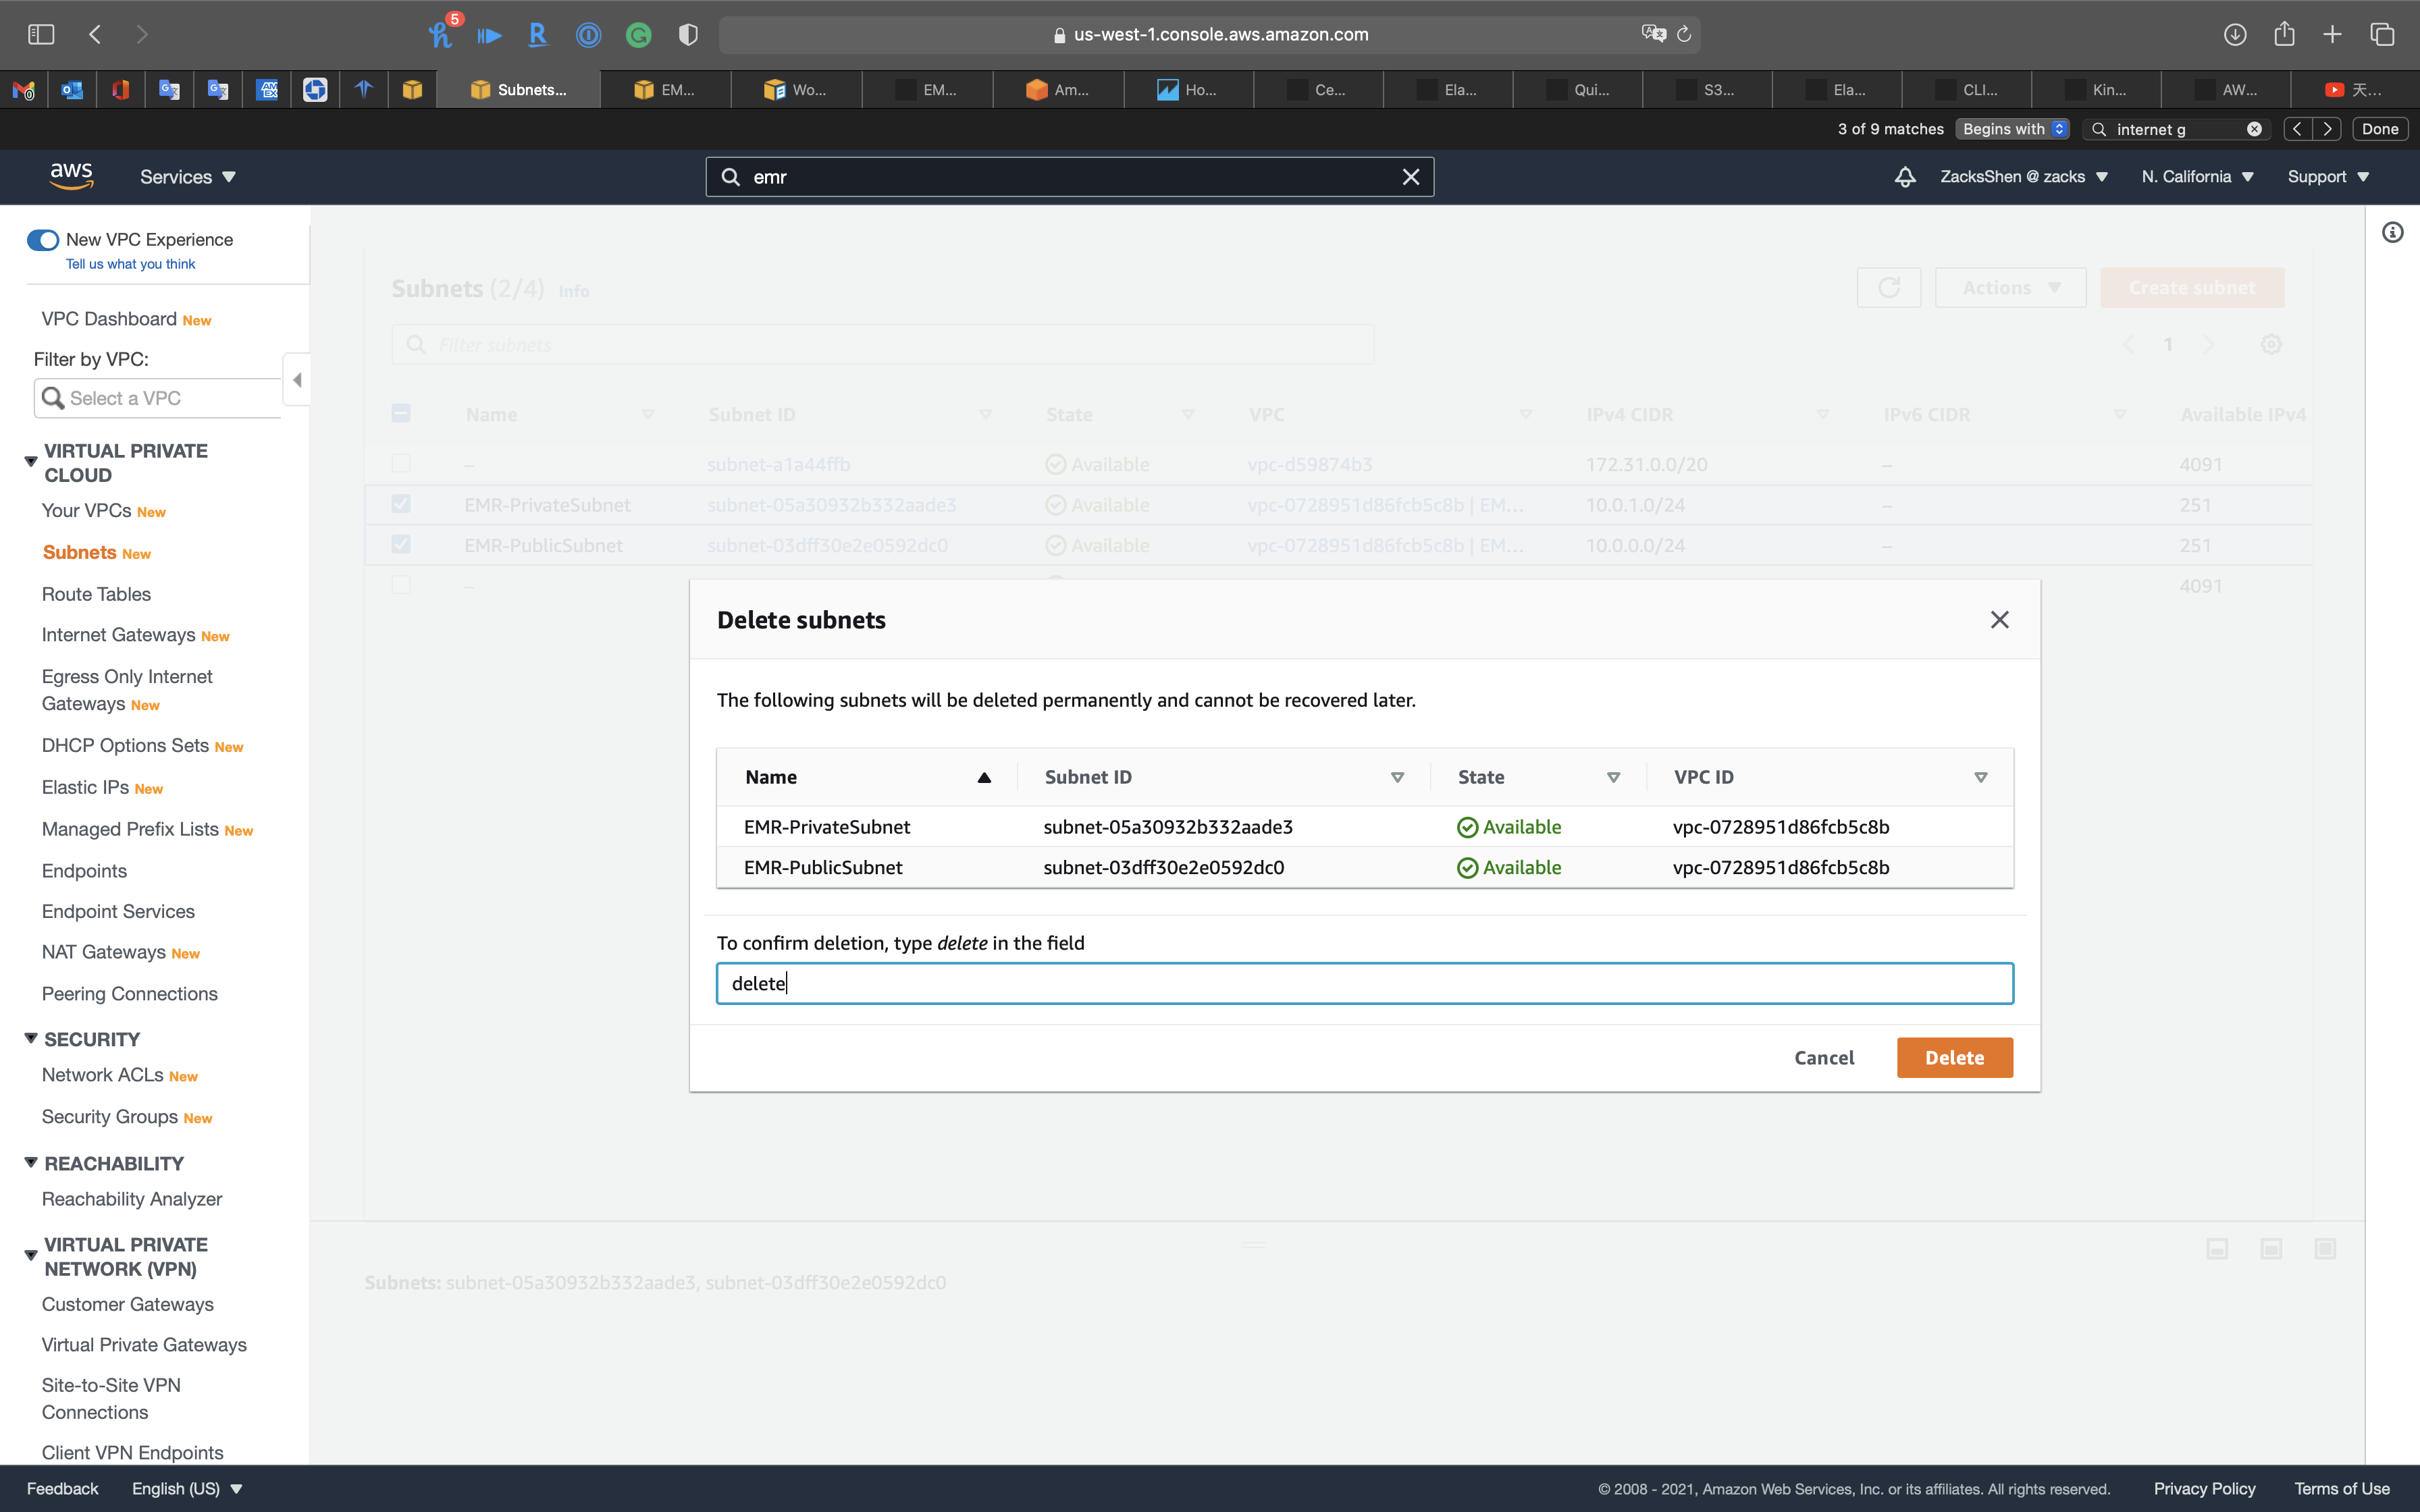 5
us-west-1.console.aws.amazon.com
Subnets...
EM...
Wo...
EM...
Am...
Ho...
Ce...
Ela...
Qui...
S3...
Ela...
CLI...
Kin...
AW...
天...
3 of 9 matches
Begins with
internet g
Done
aws
Services
emr
ZacksShen @ zacks
N. California
Support
New VPC Experience
Tell us what you think
VPC Dashboard New
Filter by VPC:
Select a VPC
VIRTUAL PRIVATE
CLOUD
Your VPCs New
Subnets New
Route Tables
Internet Gateways New
Egress Only Internet
Gateways New
DHCP Options Sets New
Elastic IPs New
Managed Prefix Lists New
Endpoints
Endpoint Services
NAT Gateways New
Peering Connections
SECURITY
Network ACLs New
Security Groups New
REACHABILITY
Reachability Analyzer
VIRTUAL PRIVATE
NETWORK (VPN)
Customer Gateways
Virtual Private Gateways
Site-to-Site VPN
Connections
Client VPN Endpoints
Subnets (2/4) Info
Actions
Create subnet
Filter subnets
1
Name Subnet ID State VPC IPv4 CIDR IPv6 CIDR Available IPv4
– subnet-a1a44ffb Available vpc-d59874b3 172.31.0.0/20 – 4091
EMR-PrivateSubnet subnet-05a30932b332aade3 Available vpc-0728951d86fcb5c8b | EM... 10.0.1.0/24 – 251
EMR-PublicSubnet subnet-03dff30e2e0592dc0 Available vpc-0728951d86fcb5c8b | EM... 10.0.0.0/24 – 251
– 4091
Delete subnets
The following subnets will be deleted permanently and cannot be recovered later.
Name Subnet ID State VPC ID
EMR-PrivateSubnet subnet-05a30932b332aade3 Available vpc-0728951d86fcb5c8b
EMR-PublicSubnet subnet-03dff30e2e0592dc0 Available vpc-0728951d86fcb5c8b
To confirm deletion, type delete in the field
delete
Cancel
Delete
Subnets: subnet-05a30932b332aade3, subnet-03dff30e2e0592dc0
Feedback
English (US)
© 2008 - 2021, Amazon Web Services, Inc. or its affiliates. All rights reserved.
Privacy Policy
Terms of Use